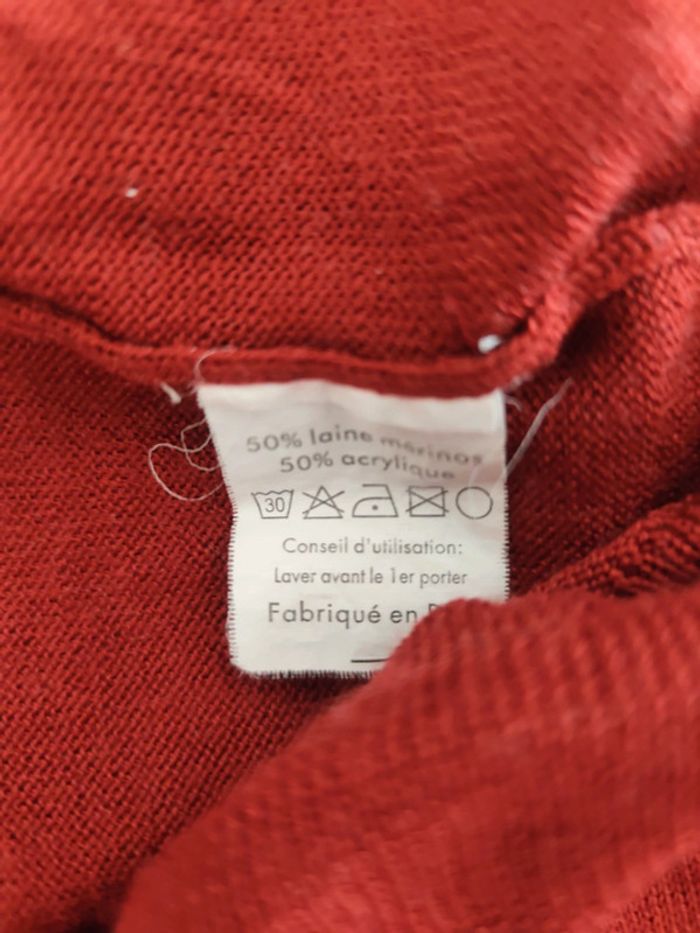 50% laine mérinos
50% acrylique
30
Conseil d'utilisation:
Laver avant le 1er porter
Fabriqué en